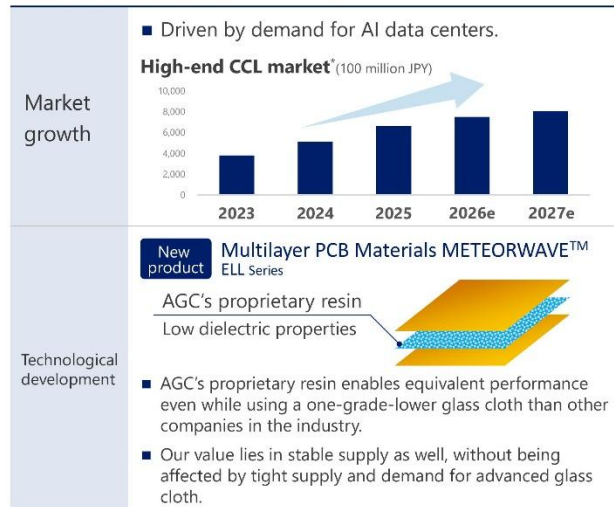 Market
growth
■ Driven by demand for AI data centers.
High-end CCL market* (100 million JPY)
10,000
8,000
6,000
4,000
2,000
0
2023 2024 2025 2026e 2027e
Technological
development
New
product
Multilayer PCB Materials METEORWAVE™
ELL Series
AGC's proprietary resin
Low dielectric properties
■ AGC's proprietary resin enables equivalent performance
even while using a one-grade-lower glass cloth than other
companies in the industry.
■ Our value lies in stable supply as well, without being
affected by tight supply and demand for advanced glass
cloth.